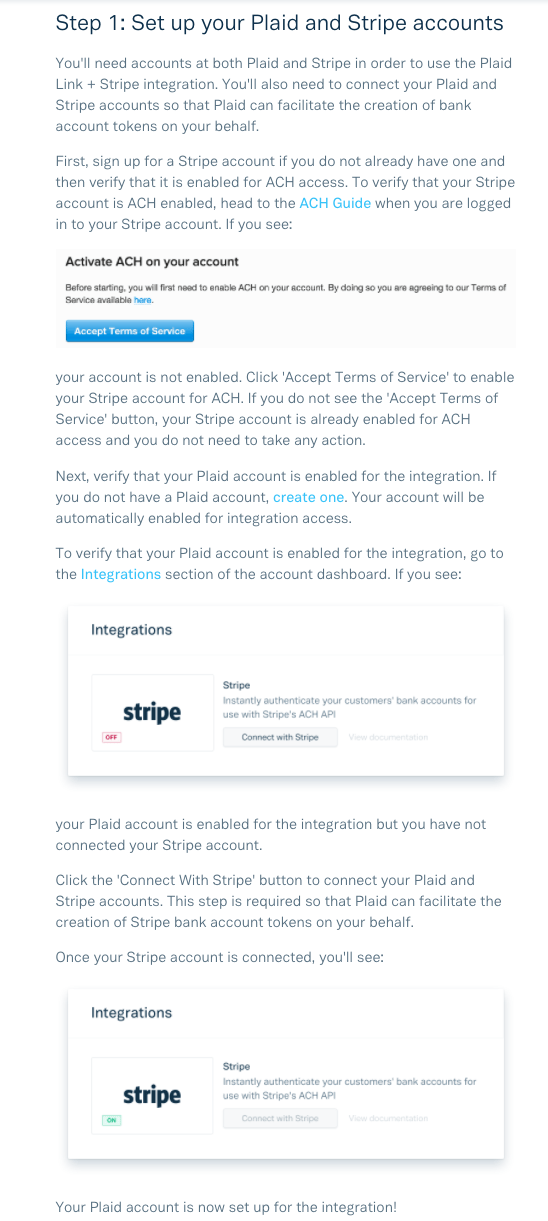 Step 1: Set up your Plaid and Stripe accounts
You'll need accounts at both Plaid and Stripe in order to use the Plaid
Link + Stripe integration. You'll also need to connect your Plaid and
Stripe accounts so that Plaid can facilitate the creation of bank
account tokens on your behalf.
First, sign up for a Stripe account if you do not already have one and
then verify that it is enabled for ACH access. To verify that your Stripe
account is ACH enabled, head to the ACH Guide when you are logged
in to your Stripe account. If you see:
Activate ACH on your account
Before starting, you will first need to enable ACH on your account. By doing so you are agreeing to our Terms of
Service available here.
Accept Terms of Service
your account is not enabled. Click 'Accept Terms of Service' to enable
your Stripe account for ACH. If you do not see the 'Accept Terms of
Service' button, your Stripe account is already enabled for ACH
access and you do not need to take any action.
Next, verify that your Plaid account is enabled for the integration. If
you do not have a Plaid account, create one. Your account will be
automatically enabled for integration access.
To verify that your Plaid account is enabled for the integration, go to
the Integrations section of the account dashboard. If you see:
Integrations
stripe
OFF
Stripe
Instantly authenticate your customers' bank accounts for
use with Stripe's ACH API
Connect with Stripe View documentation
your Plaid account is enabled for the integration but you have not
connected your Stripe account.
Click the 'Connect With Stripe' button to connect your Plaid and
Stripe accounts. This step is required so that Plaid can facilitate the
creation of Stripe bank account tokens on your behalf.
Once your Stripe account is connected, you'll see:
Integrations
stripe
ON
Stripe
Instantly authenticate your customers' bank accounts for
use with Stripe's ACH API
Connect with Stripe View documentation
Your Plaid account is now set up for the integration!